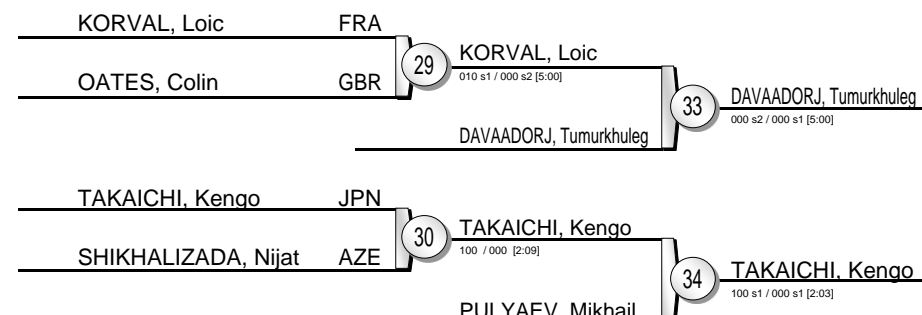 KORVAL, Loic FRA
29
KORVAL, Loic
010 s1 / 000 s2 [5:00]
OATES, Colin GBR
33
DAVAADORJ, Tumurkhuleg
000 s2 / 000 s1 [5:00]
DAVAADORJ, Tumurkhuleg
TAKAICHI, Kengo JPN
30
TAKAICHI, Kengo
100 / 000 [2:09]
SHIKHALIZADA, Nijat AZE
34
TAKAICHI, Kengo
100 s1 / 000 s1 [2:03]
PULYAEV, Mikhail